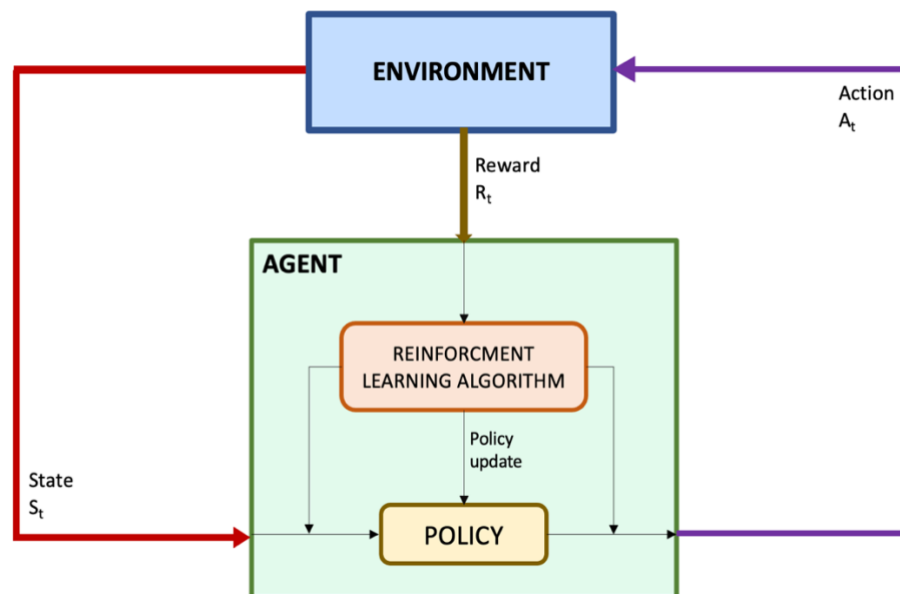 ENVIRONMENT
Action
Aₜ
Reward
Rₜ
AGENT
REINFORCMENT
LEARNING ALGORITHM
Policy
update
State
Sₜ
POLICY